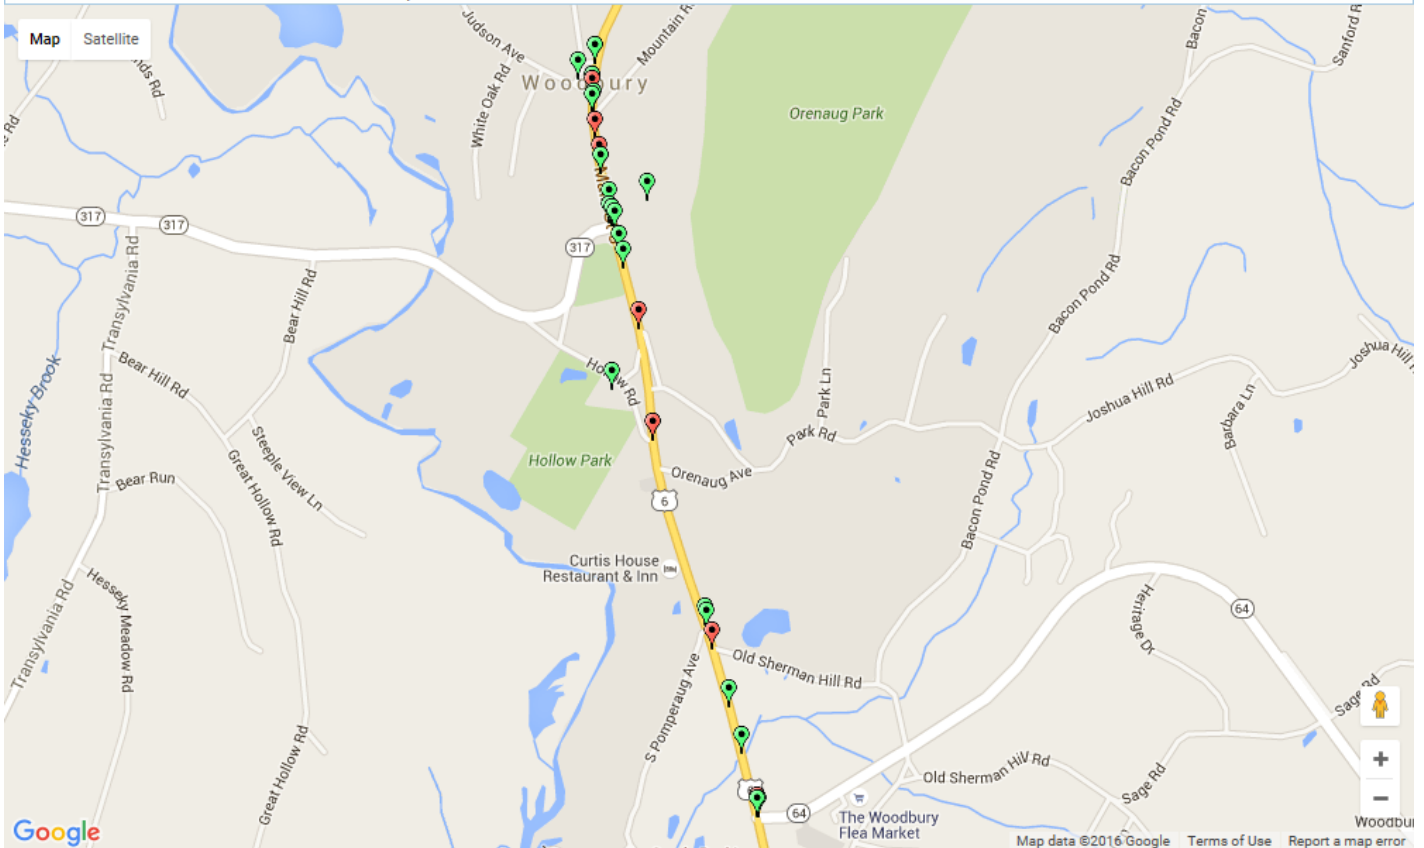 Map
Satellite
Judson Ave
Mountain R
Bacon
Sanford Rd
nds Rd
White Oak Rd
Woodbury
Orenaug Park
Bacon Pond Rd
e Rd
317
317
317
Transylvania Rd
Bear Hill Rd
Bacon Pond Rd
Hessky Brook
Transylvania Rd
Bear Hill Rd
Hollow Rd
Park Ln
Joshua Hill Rd
Joshua Hill R
Barbara Ln
Park Rd
Steeple View Ln
Great Hollow Rd
Hollow Park
Orenaug Ave
Bear Run
6
Bacon Pond Rd
Curtis House
Restaurant & Inn
Hesseky Meadow Rd
Transylvania Rd
Heritage Dr
64
Old Sherman Hill Rd
S Pomperaug Ave
Sage Rd
Great Hollow Rd
Old Sherman Hill Rd
Sage Rd
64
The Woodbury
Flea Market
Woodbu
Google
Map data ©2016 Google
Terms of Use
Report a map error